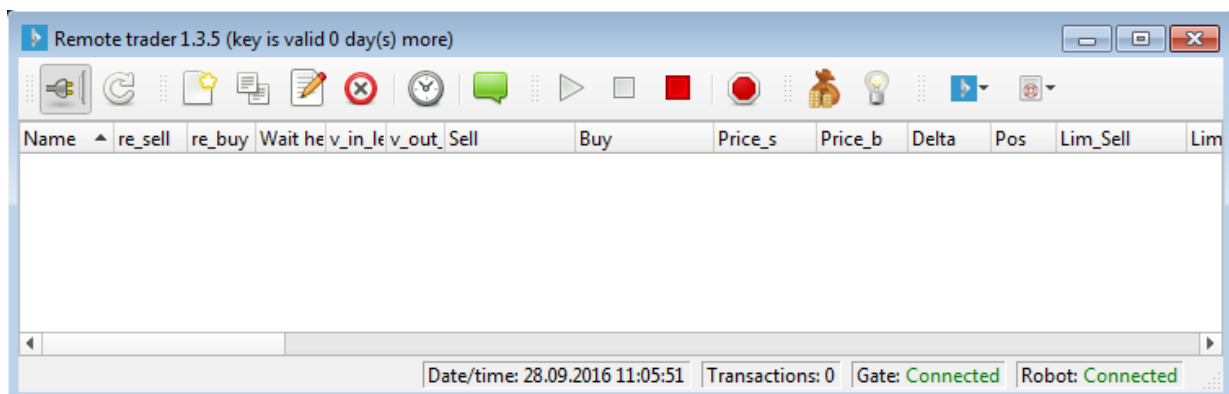 Remote trader 1.3.5 (key is valid 0 day(s) more)
Name re_sell re_buy Wait he v_in_le v_out_ Sell Buy Price_s Price_b Delta Pos Lim_Sell Lim
Date/time: 28.09.2016 11:05:51 Transactions: 0 Gate: Connected Robot: Connected